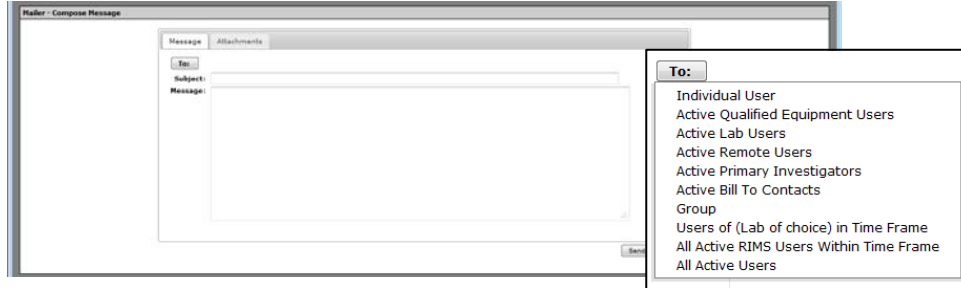 Mailer - Compose Message
Message Attachments
To:
Subject:
Message:
Send
To:
Individual User
Active Qualified Equipment Users
Active Lab Users
Active Remote Users
Active Primary Investigators
Active Bill To Contacts
Group
Users of (Lab of choice) in Time Frame
All Active RIMS Users Within Time Frame
All Active Users